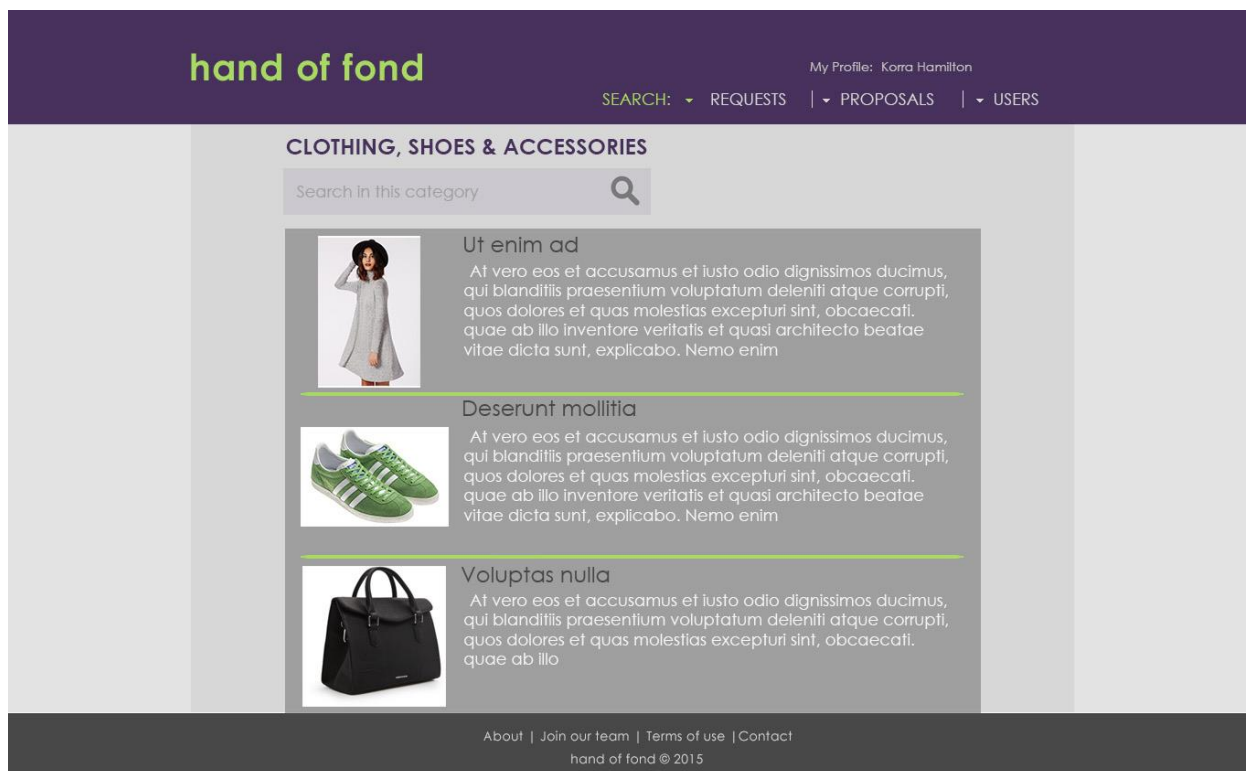 hand of fond
My Profile: Korra Hamilton
SEARCH: REQUESTS | PROPOSALS | USERS
CLOTHING, SHOES & ACCESSORIES
Search in this category
Ut enim ad
At vero eos et accusamus et iusto odio dignissimos ducimus,
qui blanditiis praesentium voluptatum deleniti atque corrupti,
quos dolores et quas molestias excepturi sint, obcaecati.
quae ab illo inventore veritatis et quasi architecto beatae
vitae dicta sunt, explicabo. Nemo enim
Deserunt mollitia
At vero eos et accusamus et iusto odio dignissimos ducimus,
qui blanditiis praesentium voluptatum deleniti atque corrupti,
quos dolores et quas molestias excepturi sint, obcaecati.
quae ab illo inventore veritatis et quasi architecto beatae
vitae dicta sunt, explicabo. Nemo enim
Voluptas nulla
At vero eos et accusamus et iusto odio dignissimos ducimus,
qui blanditiis praesentium voluptatum deleniti atque corrupti,
quos dolores et quas molestias excepturi sint, obcaecati.
quae ab illo
About | Join our team | Terms of use |Contact
hand of fond © 2015